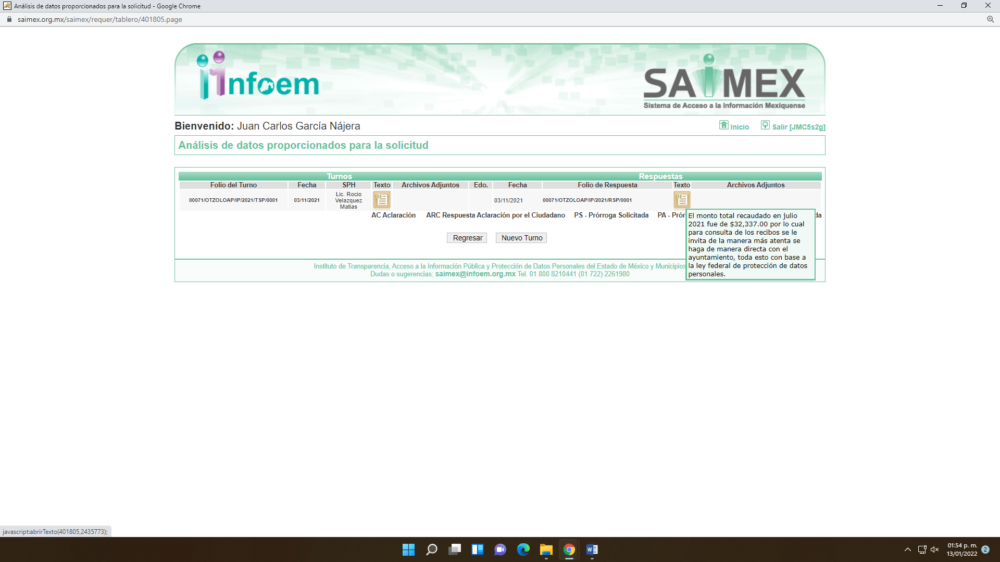 Análisis de datos proporcionados para la solicitud - Google Chrome
saimex.org.mx/saimex/requer/tablero/401805.page
infoem
SAIMEX
Sistema de Acceso a la Información Mexiquense
Bienvenido: Juan Carlos García Nájera
Inicio Salir [JMC5s2g]
Análisis de datos proporcionados para la solicitud
Turnos Respuestas
Folio del Turno Fecha SPH Texto Archivos Adjuntos Edo. Fecha Folio de Respuesta Texto Archivos Adjuntos
00071/OTZOLOAP/IP/2021/TSP/0001 03/11/2021 Lic. Rocio Velazquez Matias 03/11/2021 00071/OTZOLOAP/IP/2021/RSP/0001
AC Aclaración ARC Respuesta Aclaración por el Ciudadano PS - Prórroga Solicitada PA - Prór da
El monto total recaudado en julio
2021 fue de $32,337.00 por lo cual
para consulta de los recibos se le
invita de la manera más atenta se
haga de manera directa con el
ayuntamiento, toda esto con base a
la ley federal de protección de datos
personales.
Regresar Nuevo Turno
Instituto de Transparencia, Acceso a la Información Pública y Protección de Datos Personales del Estado de México y Municipios
Dudas o sugerencias: saimex@infoem.org.mx Tel. 01 800 8210441 (01 722) 2261980
javascript:abrirTexto(401805,2435773);
01:54 p. m.
13/01/2022
2